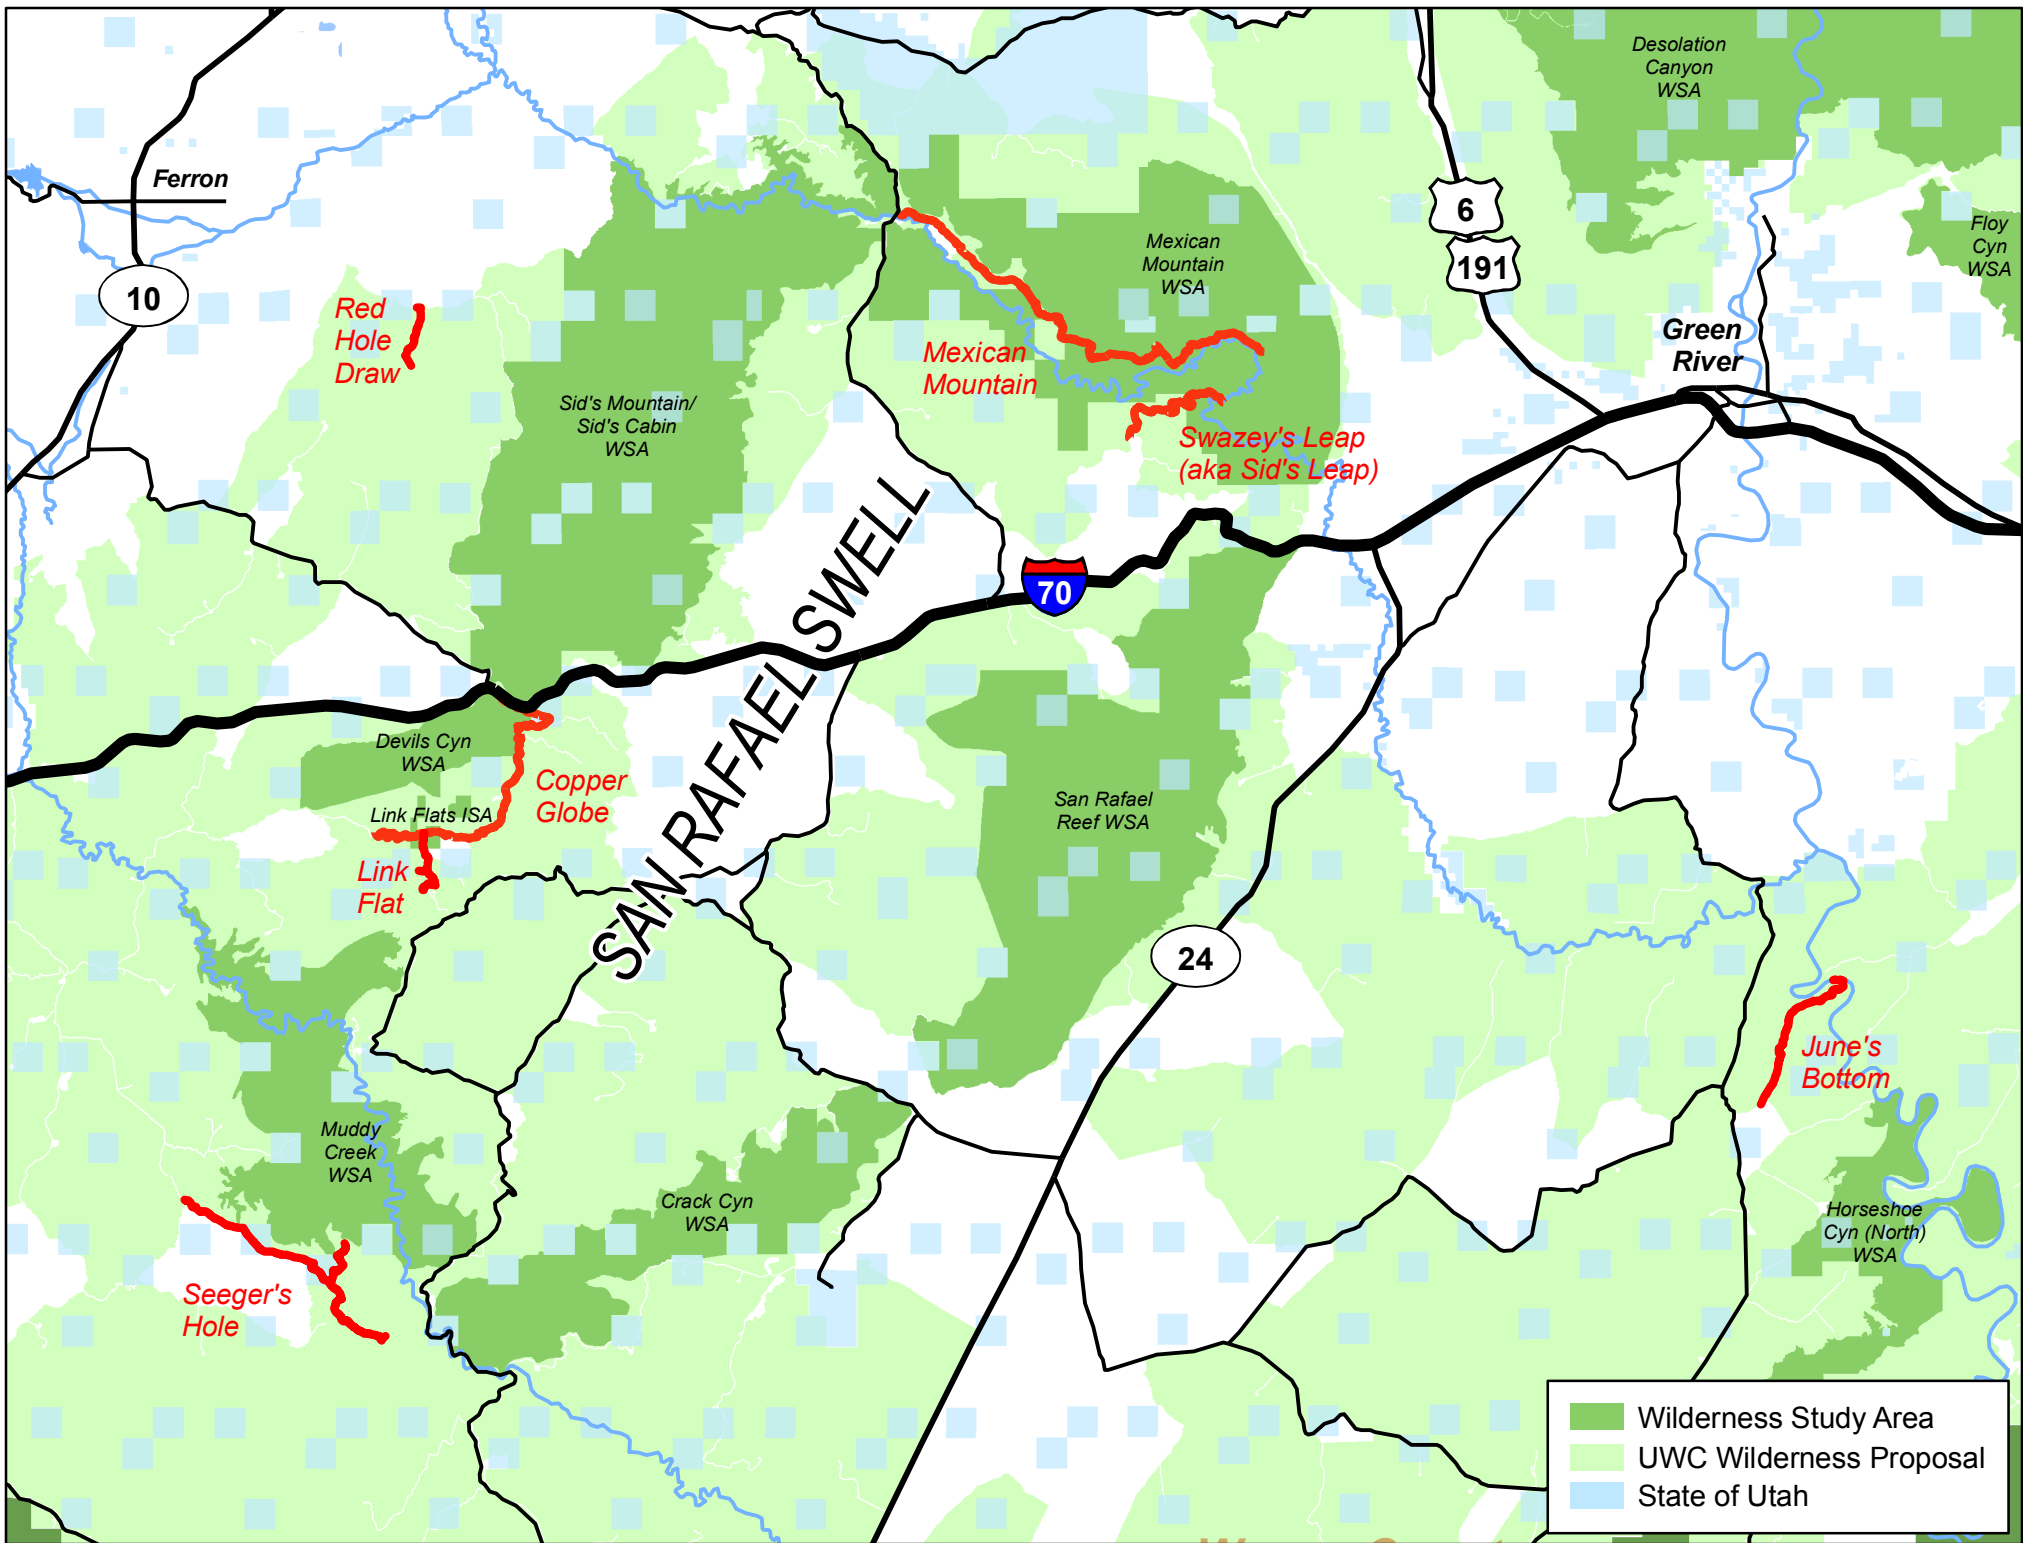 Desolation
Canyon
WSA
Ferron
6
191
Floy
Cyn
WSA
Mexican
Mountain
WSA
10
Red
Hole
Draw
Green
River
Mexican
Mountain
Sid's Mountain/
Sid's Cabin
WSA
Swazey's Leap
(aka Sid's Leap)
70
SAN RAFAEL SWELL
Devils Cyn
WSA
Copper
Globe
Link Flats ISA
San Rafael
Reef WSA
Link
Flat
24
June's
Bottom
Muddy
Creek
WSA
Crack Cyn
WSA
Horseshoe
Cyn (North)
WSA
Seeger's
Hole
Wilderness Study Area
UWC Wilderness Proposal
State of Utah